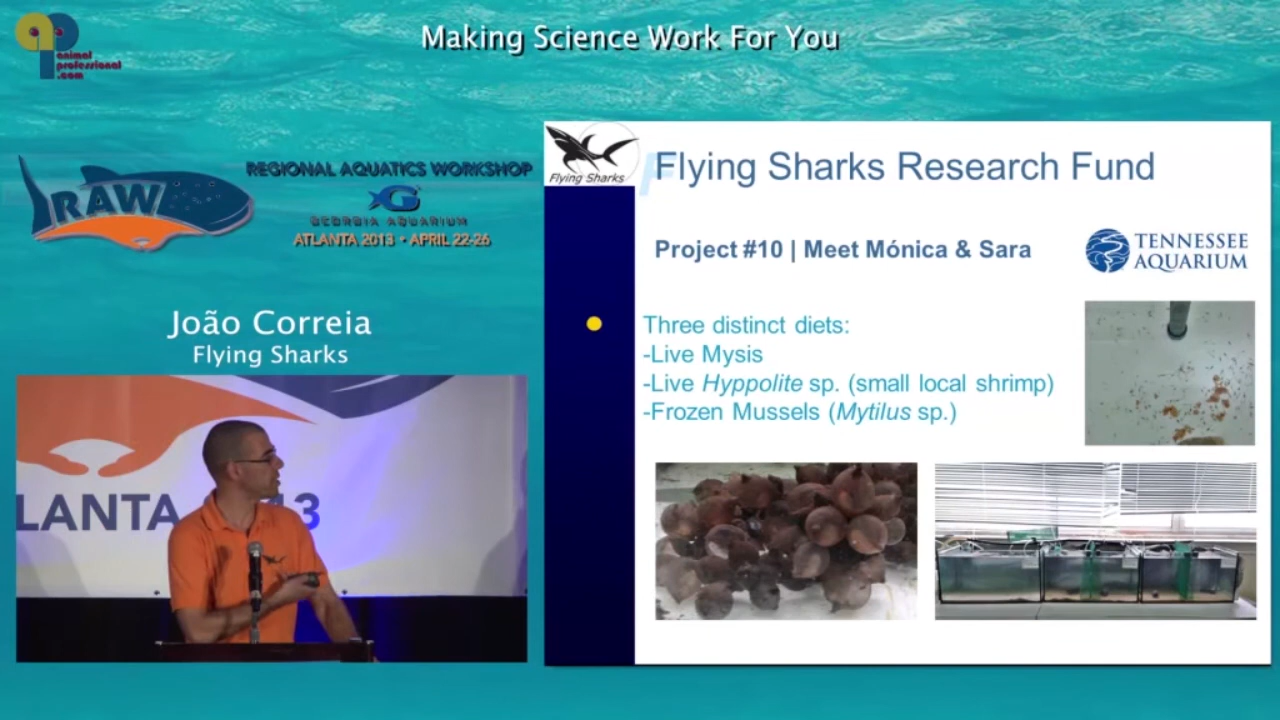 animal
professional
.com
Making Science Work For You
RAW
REGIONAL AQUATICS WORKSHOP
GEORGIA AQUARIUM
ATLANTA 2013 • APRIL 22-26
João Correia
Flying Sharks
LANTA 13
Flying Sharks
Flying Sharks Research Fund
Project #10 | Meet Mónica & Sara
TENNESSEE
AQUARIUM
Three distinct diets:
-Live Mysis
-Live Hyppolite sp. (small local shrimp)
-Frozen Mussels (Mytilus sp.)